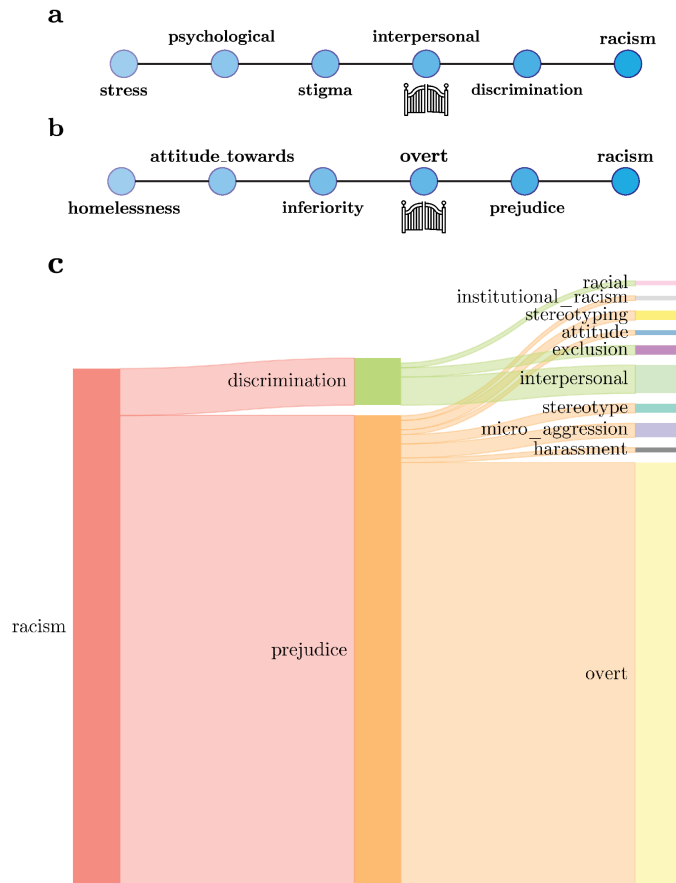 a
psychological interpersonal racism
stress stigma discrimination
b
attitude_towards overt racism
homelessness inferiority prejudice
c
racial
institutional_racism
stereotyping
attitude
exclusion
discrimination interpersonal
stereotype
micro_aggression
harassment
racism
prejudice
overt